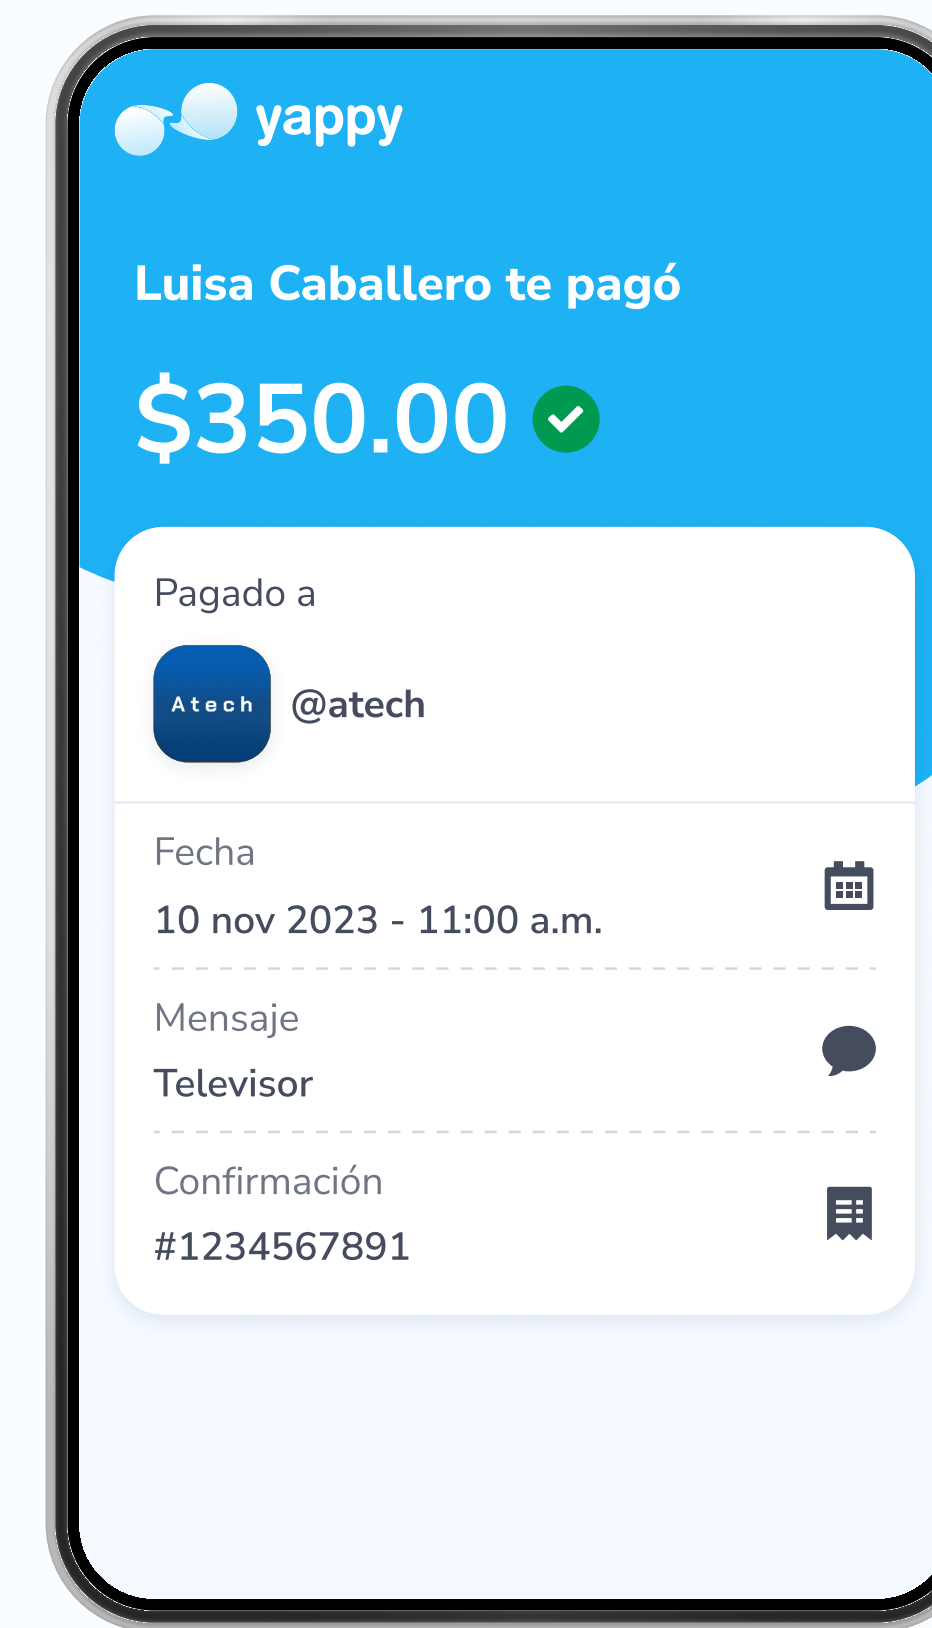 yappy
Luisa Caballero te pagó
$350.00
Pagado a
Atech
@atech
Fecha
10 nov 2023 - 11:00 a.m.
Mensaje
Televisor
Confirmación
#1234567891